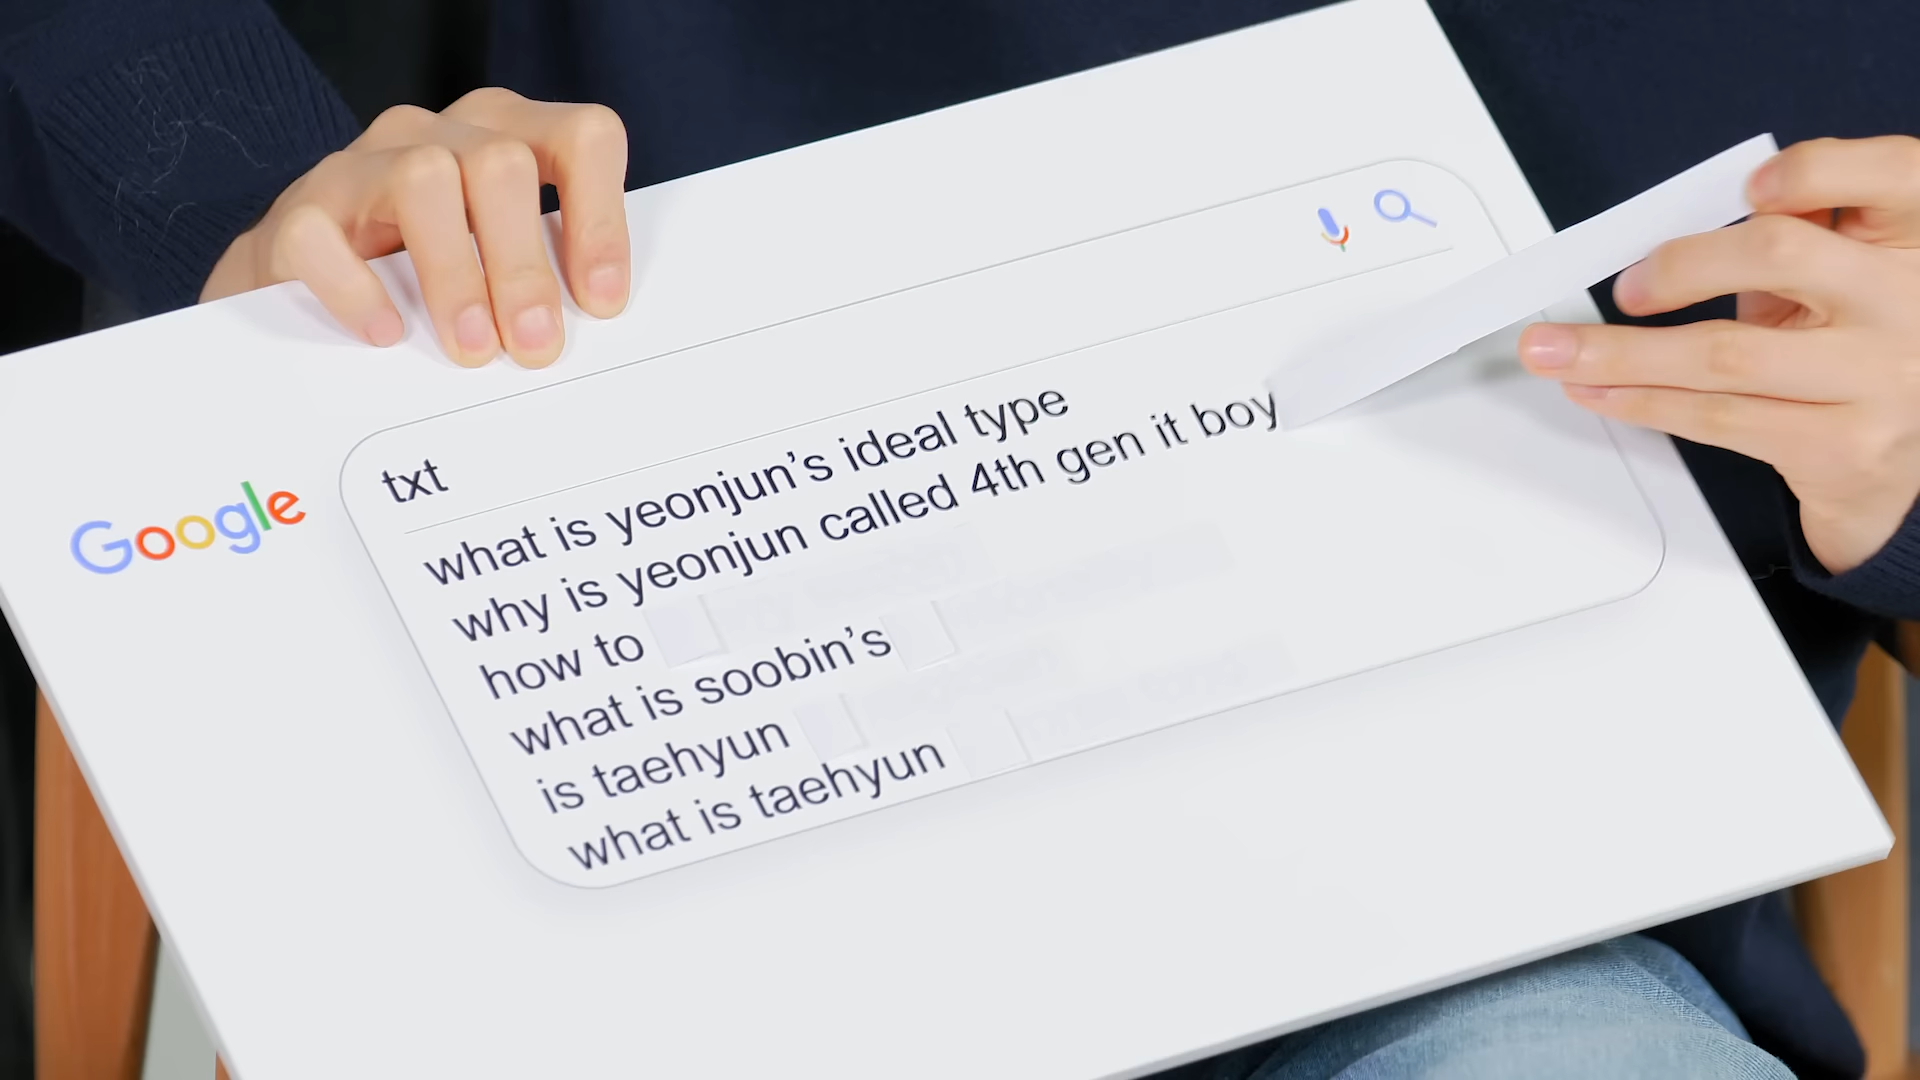 Google
txt
what is yeonjun's ideal type
why is yeonjun called 4th gen it boy
how to
what is soobin's
is taehyun
what is taehyun